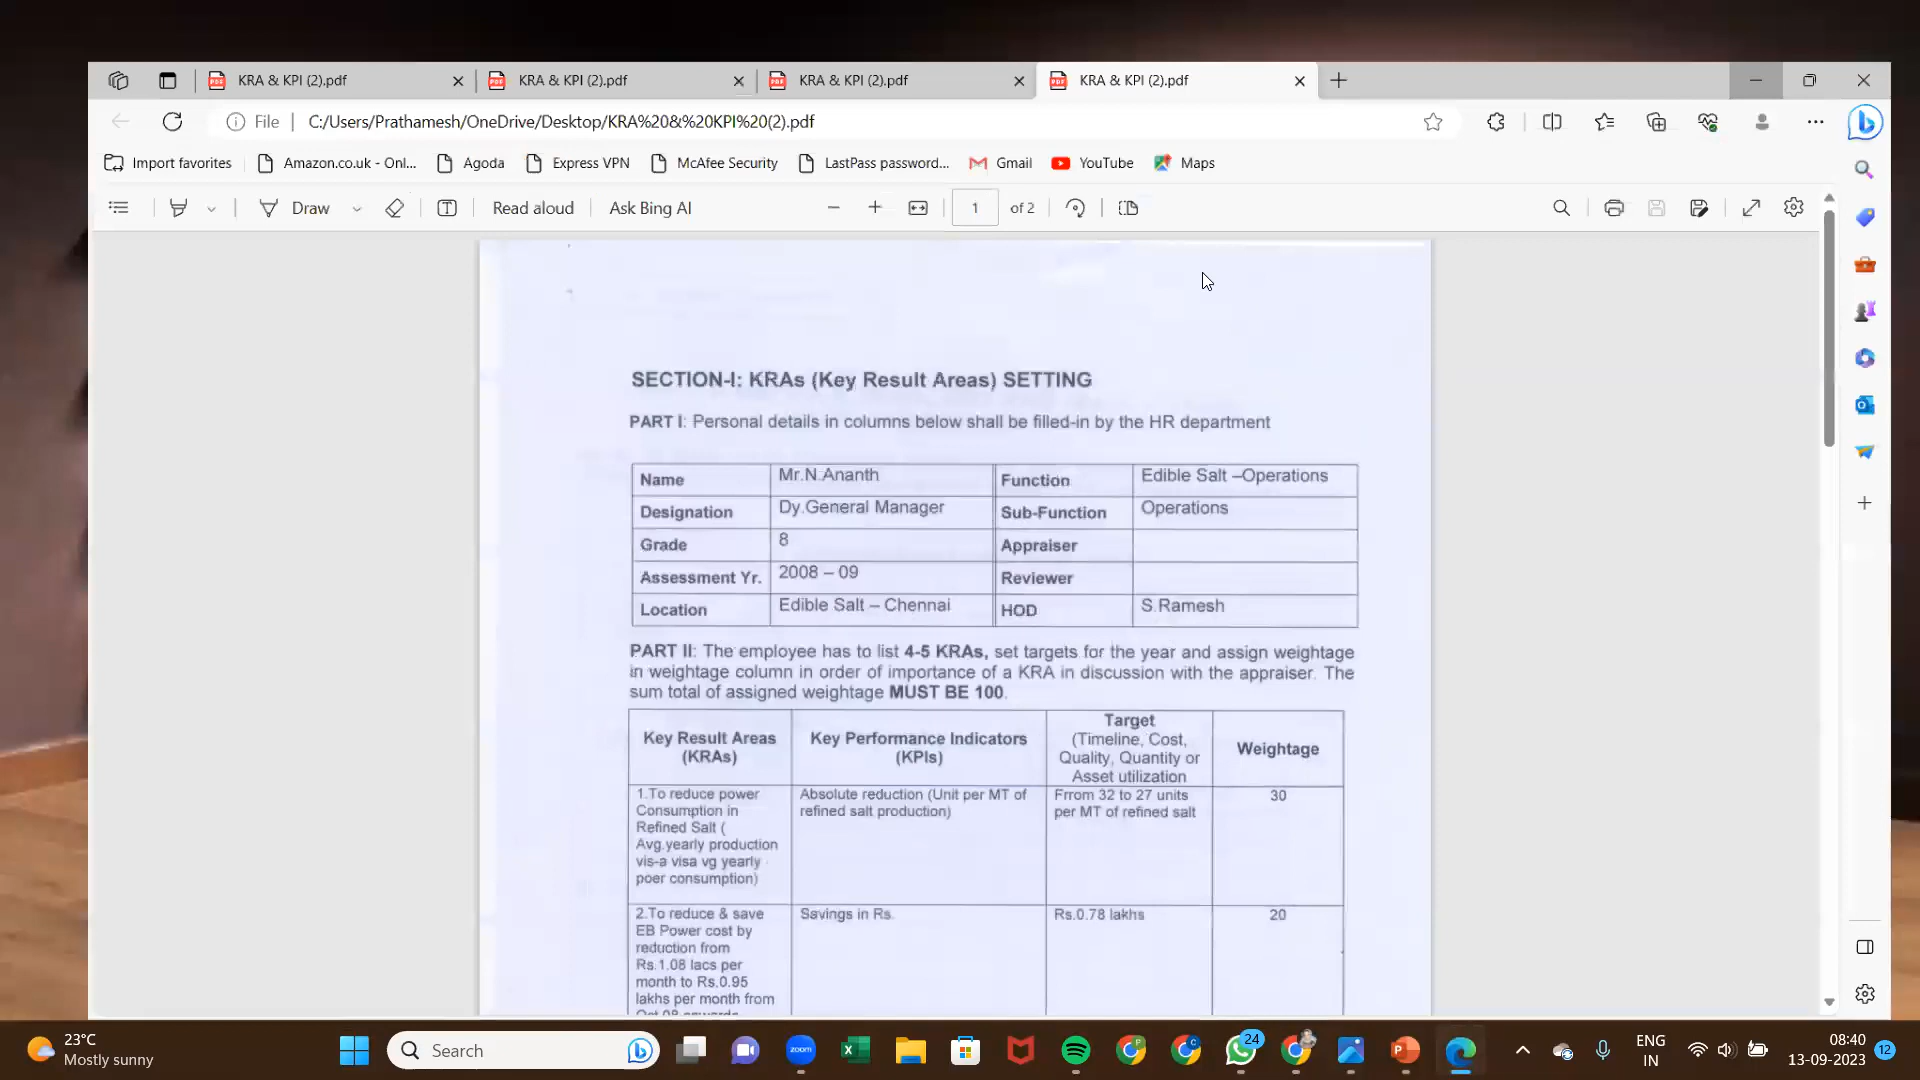 KRA & KPI (2).pdf
KRA & KPI (2).pdf
KRA & KPI (2).pdf
KRA & KPI (2).pdf
File
C:/Users/Prathamesh/OneDrive/Desktop/KRA%20&%20KPI%20(2).pdf
Import favorites
Amazon.co.uk - Onl...
Agoda
Express VPN
McAfee Security
LastPass password...
Gmail
YouTube
Maps
Draw
Read aloud
Ask Bing AI
1
of 2
SECTION-I: KRAs (Key Result Areas) SETTING
PART I: Personal details in columns below shall be filled-in by the HR department
Name
Mr.N.Ananth
Function
Edible Salt –Operations
Designation
Dy.General Manager
Sub-Function
Operations
Grade
8
Appraiser
Assessment Yr.
2008 – 09
Reviewer
Location
Edible Salt – Chennai
HOD
S.Ramesh
PART II: The employee has to list 4-5 KRAs, set targets for the year and assign weightage
in weightage column in order of importance of a KRA in discussion with the appraiser. The
sum total of assigned weightage MUST BE 100.
Key Result Areas
(KRAs)
Key Performance Indicators
(KPIs)
Target
(Timeline, Cost,
Quality, Quantity or
Asset utilization
Weightage
1.To reduce power
Consumption in
Refined Salt (
Avg.yearly production
vis-a visa vg yearly
poer consumption)
Absolute reduction (Unit per MT of
refined salt production)
Frrom 32 to 27 units
per MT of refined salt
30
2.To reduce & save
EB Power cost by
reduction from
Rs.1.08 lacs per
month to Rs.0.95
lakhs per month from
Savings in Rs.
Rs.0.78 lakhs
20
23°C
Mostly sunny
Search
zoom
24
ENG
IN
08:40
13-09-2023
12